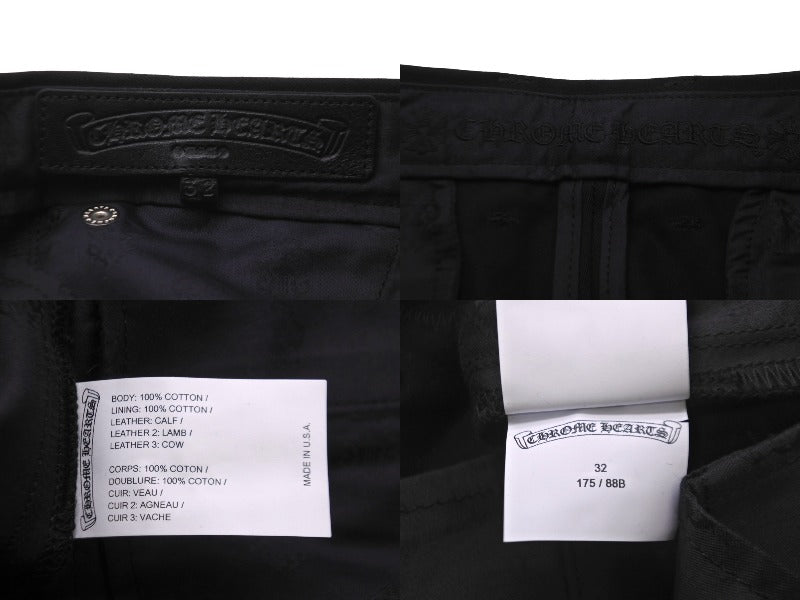 CHROME HEARTS
32
CHROME HEARTS
CHROME HEARTS
BODY: 100% COTTON /
LINING: 100% COTTON /
LEATHER: CALF /
LEATHER 2: LAMB /
LEATHER 3: COW
CORPS: 100% COTON /
DOUBLURE: 100% COTON /
CUIR: VEAU /
CUIR 2: AGNEAU /
CUIR 3: VACHE
MADE IN U.S.A.
CHROME HEARTS
32
175 / 88B